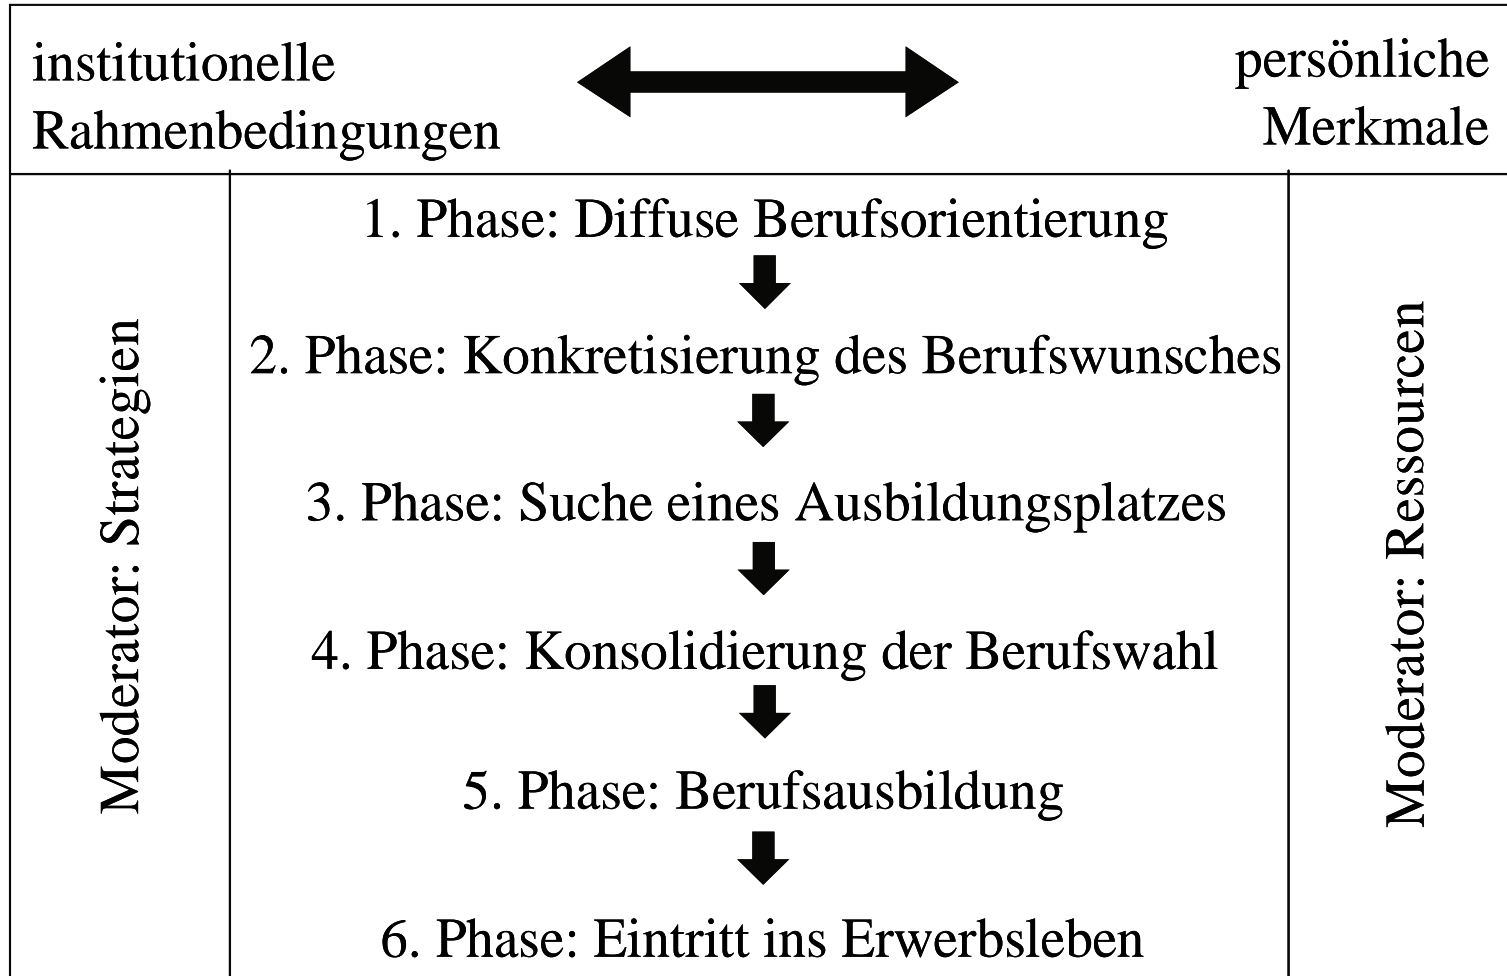 institutionelle
Rahmenbedingungen
persönliche
Merkmale
Moderator: Strategien
1. Phase: Diffuse Berufsorientierung
2. Phase: Konkretisierung des Berufswunsches
3. Phase: Suche eines Ausbildungsplatzes
4. Phase: Konsolidierung der Berufswahl
5. Phase: Berufsausbildung
6. Phase: Eintritt ins Erwerbsleben
Moderator: Ressourcen